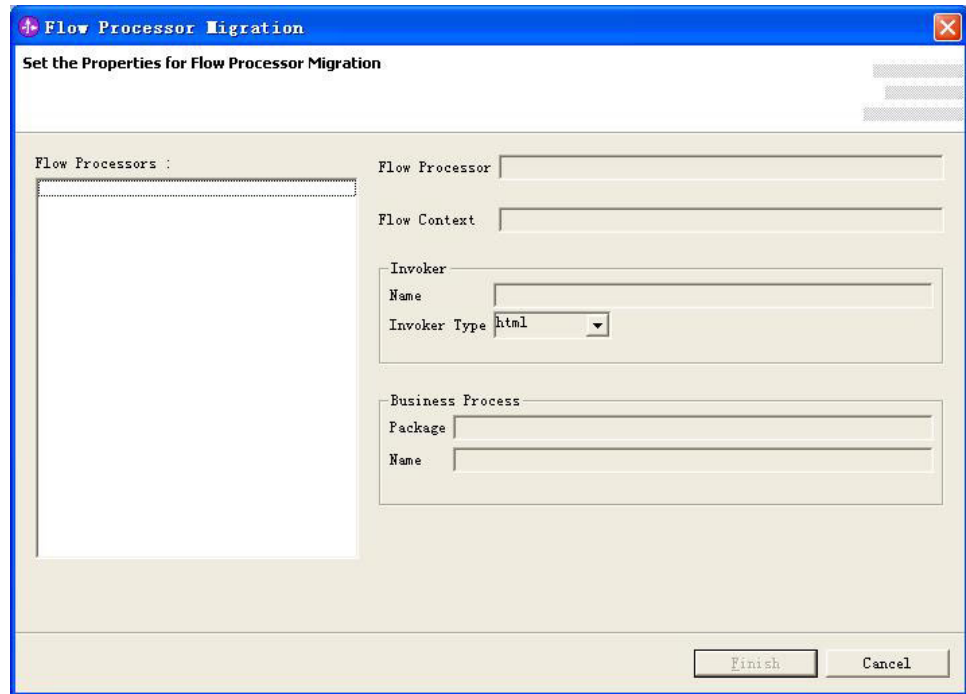 Flow Processor Migration
Set the Properties for Flow Processor Migration
Flow Processors :
Flow Processor
Flow Context
Invoker
Name
Invoker Type html
Business Process
Package
Name
Finish Cancel